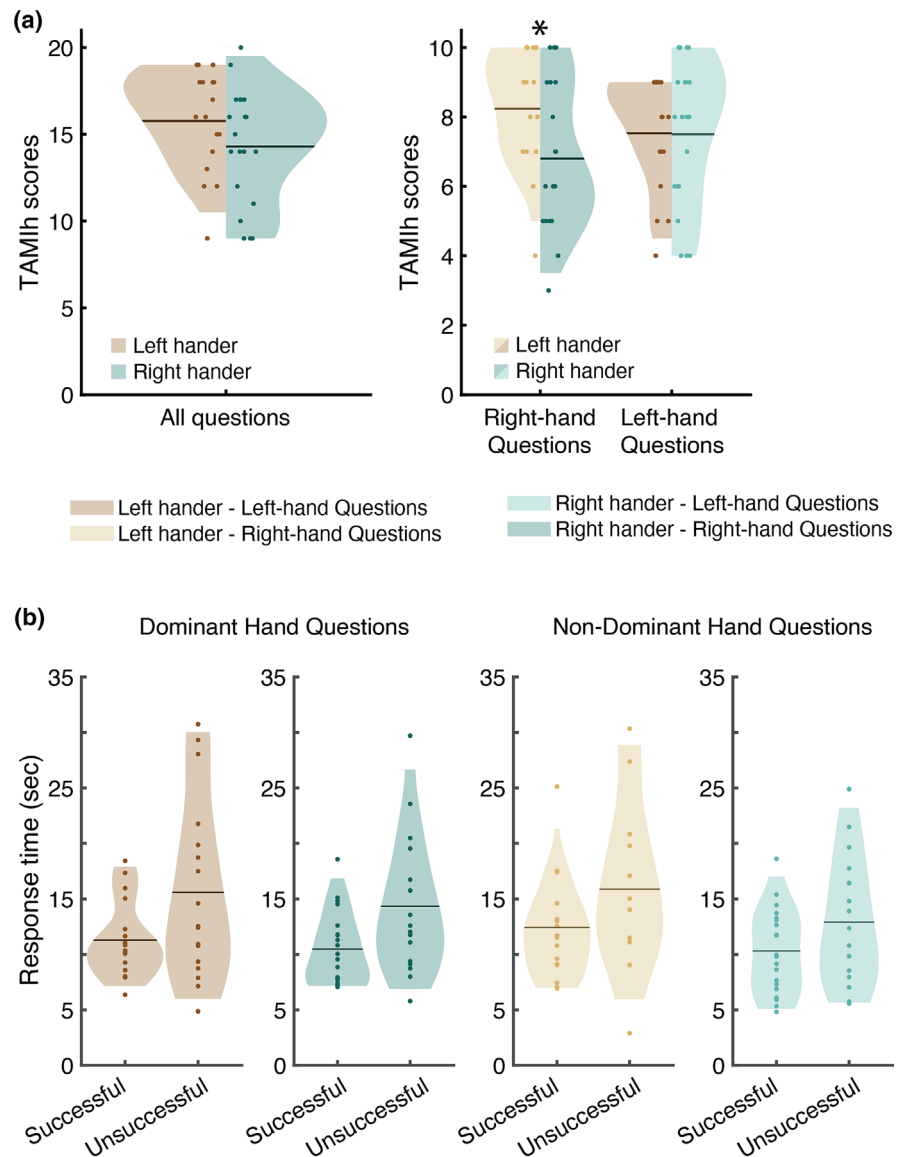 (a)
TAMIh scores
20
15
10
5
0
Left hander
Right hander
All questions
*
TAMIh scores
10
8
6
4
2
0
Left hander
Right hander
Right-hand
Questions
Left-hand
Questions
Left hander - Left-hand Questions
Left hander - Right-hand Questions
Right hander - Left-hand Questions
Right hander - Right-hand Questions
(b)
Dominant Hand Questions
Non-Dominant Hand Questions
Response time (sec)
35
25
15
5
0
Successful
Unsuccessful
35
25
15
5
0
Successful
Unsuccessful
35
25
15
5
0
Successful
Unsuccessful
35
25
15
5
0
Successful
Unsuccessful